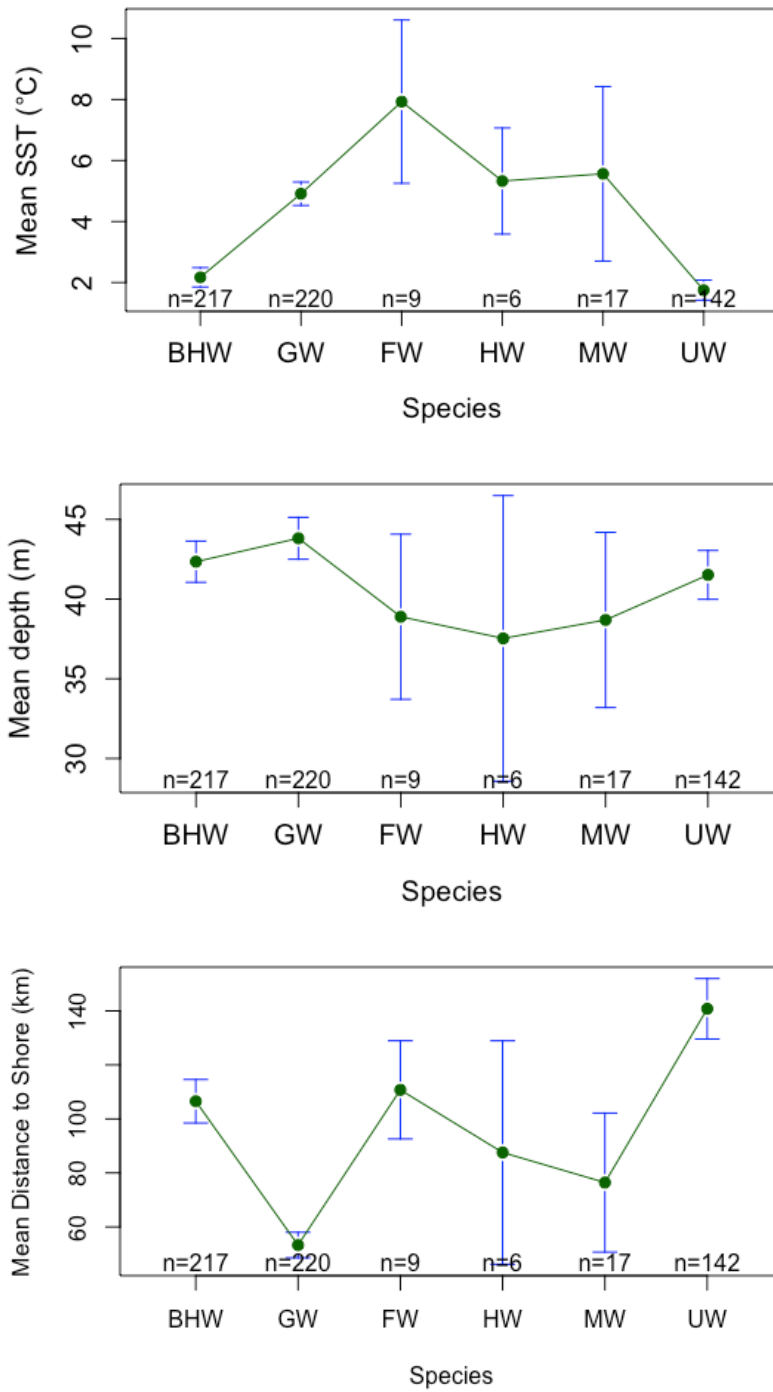 Mean SST (°C)
10
8
6
4
2
n=217 n=220 n=9 n=6 n=17 n=142
BHW GW FW HW MW UW
Species
Mean depth (m)
45
40
35
30
n=217 n=220 n=9 n=6 n=17 n=142
BHW GW FW HW MW UW
Species
Mean Distance to Shore (km)
140
100
80
60
n=217 n=220 n=9 n=6 n=17 n=142
BHW GW FW HW MW UW
Species